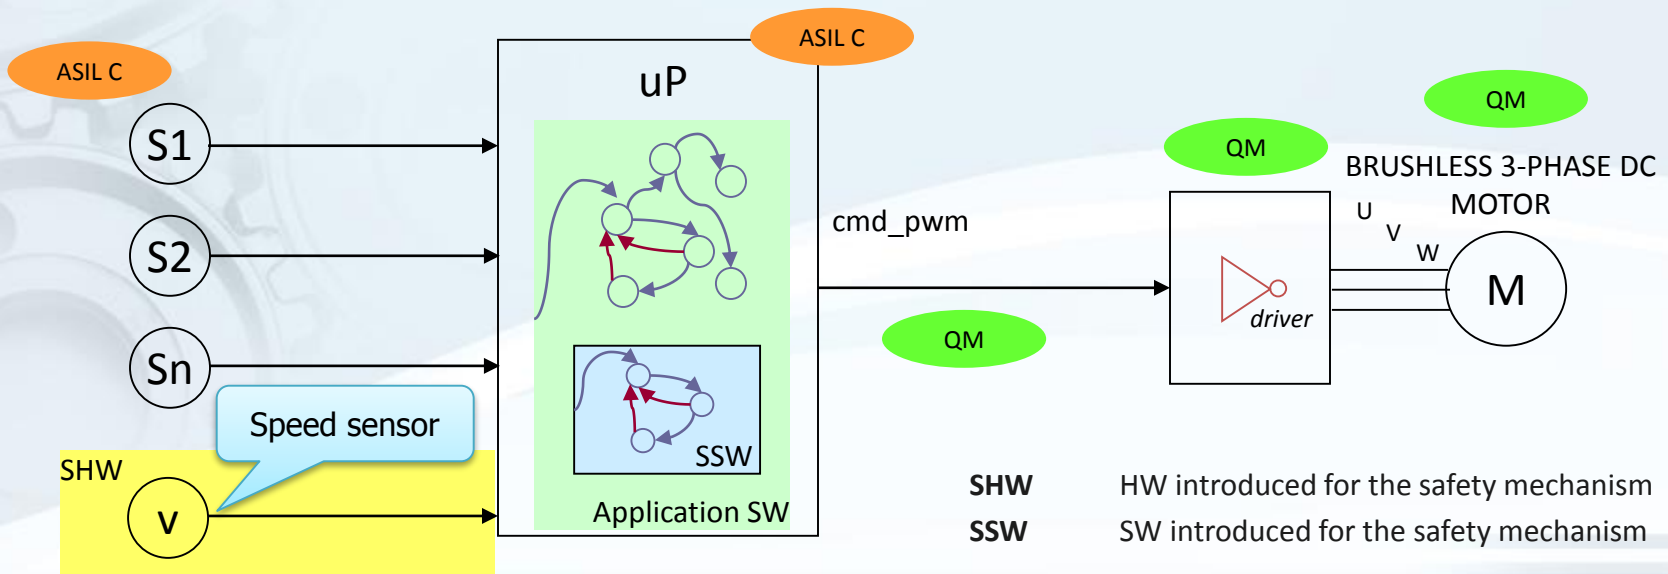 ASIL C
ASIL C
uP
QM
QM
S1
BRUSHLESS 3-PHASE DC
MOTOR
U
V
W
cmd_pwm
S2
M
driver
QM
Sn
Speed sensor
SSW
SHW
Application SW
v
SHW HW introduced for the safety mechanism
SSW SW introduced for the safety mechanism